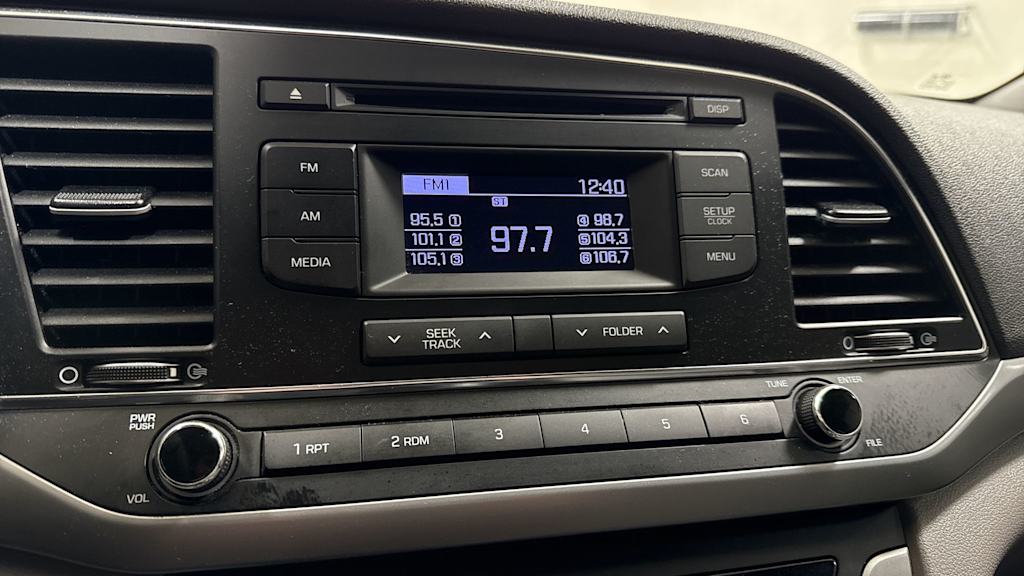 DISP
FM
AM
MEDIA
FM1
12:40
ST
95.5 1
101.1 2
105.1 3
97.7
4 98.7
5 104.3
6 106.7
SCAN
SETUP
CLOCK
MENU
SEEK
TRACK
FOLDER
PWR
PUSH
VOL
1 RPT
2 RDM
3
4
5
6
TUNE
ENTER
FILE